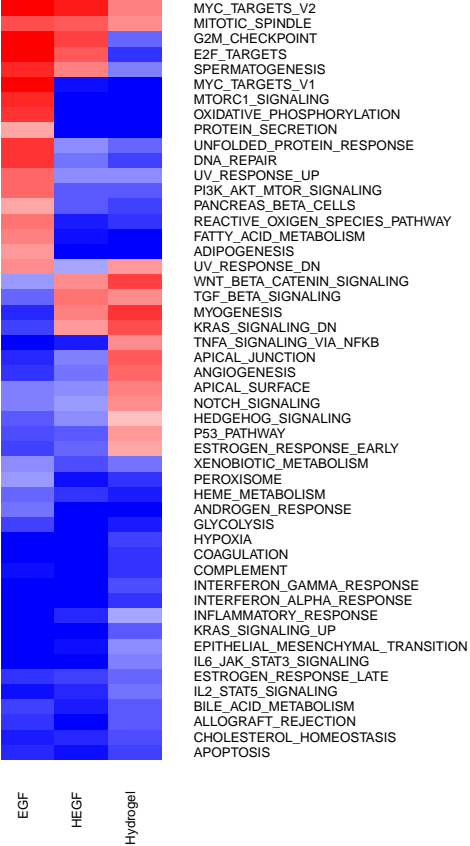 MYC_TARGETS_V2
MITOTIC_SPINDLE
G2M_CHECKPOINT
E2F_TARGETS
SPERMATOGENESIS
MYC_TARGETS_V1
MTORC1_SIGNALING
OXIDATIVE_PHOSPHORYLATION
PROTEIN_SECRETION
UNFOLDED_PROTEIN_RESPONSE
DNA_REPAIR
UV_RESPONSE_UP
PI3K_AKT_MTOR_SIGNALING
PANCREAS_BETA_CELLS
REACTIVE_OXIGEN_SPECIES_PATHWAY
FATTY_ACID_METABOLISM
ADIPOGENESIS
UV_RESPONSE_DN
WNT_BETA_CATENIN_SIGNALING
TGF_BETA_SIGNALING
MYOGENESIS
KRAS_SIGNALING_DN
TNFA_SIGNALING_VIA_NFKB
APICAL_JUNCTION
ANGIOGENESIS
APICAL_SURFACE
NOTCH_SIGNALING
HEDGEHOG_SIGNALING
P53_PATHWAY
ESTROGEN_RESPONSE_EARLY
XENOBIOTIC_METABOLISM
PEROXISOME
HEME_METABOLISM
ANDROGEN_RESPONSE
GLYCOLYSIS
HYPOXIA
COAGULATION
COMPLEMENT
INTERFERON_GAMMA_RESPONSE
INTERFERON_ALPHA_RESPONSE
INFLAMMATORY_RESPONSE
KRAS_SIGNALING_UP
EPITHELIAL_MESENCHYMAL_TRANSITION
IL6_JAK_STAT3_SIGNALING
ESTROGEN_RESPONSE_LATE
IL2_STAT5_SIGNALING
BILE_ACID_METABOLISM
ALLOGRAFT_REJECTION
CHOLESTEROL_HOMEOSTASIS
APOPTOSIS
EGF
HEGF
Hydrogel